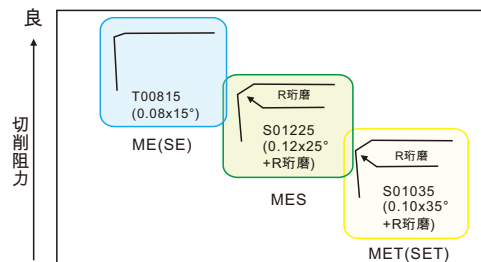 良
切削阻力
T00815
(0.08x15°)
ME(SE)
R珩磨
S01225
(0.12x25°
+R珩磨)
MES
R珩磨
S01035
(0.10x35°
+R珩磨)
MET(SET)